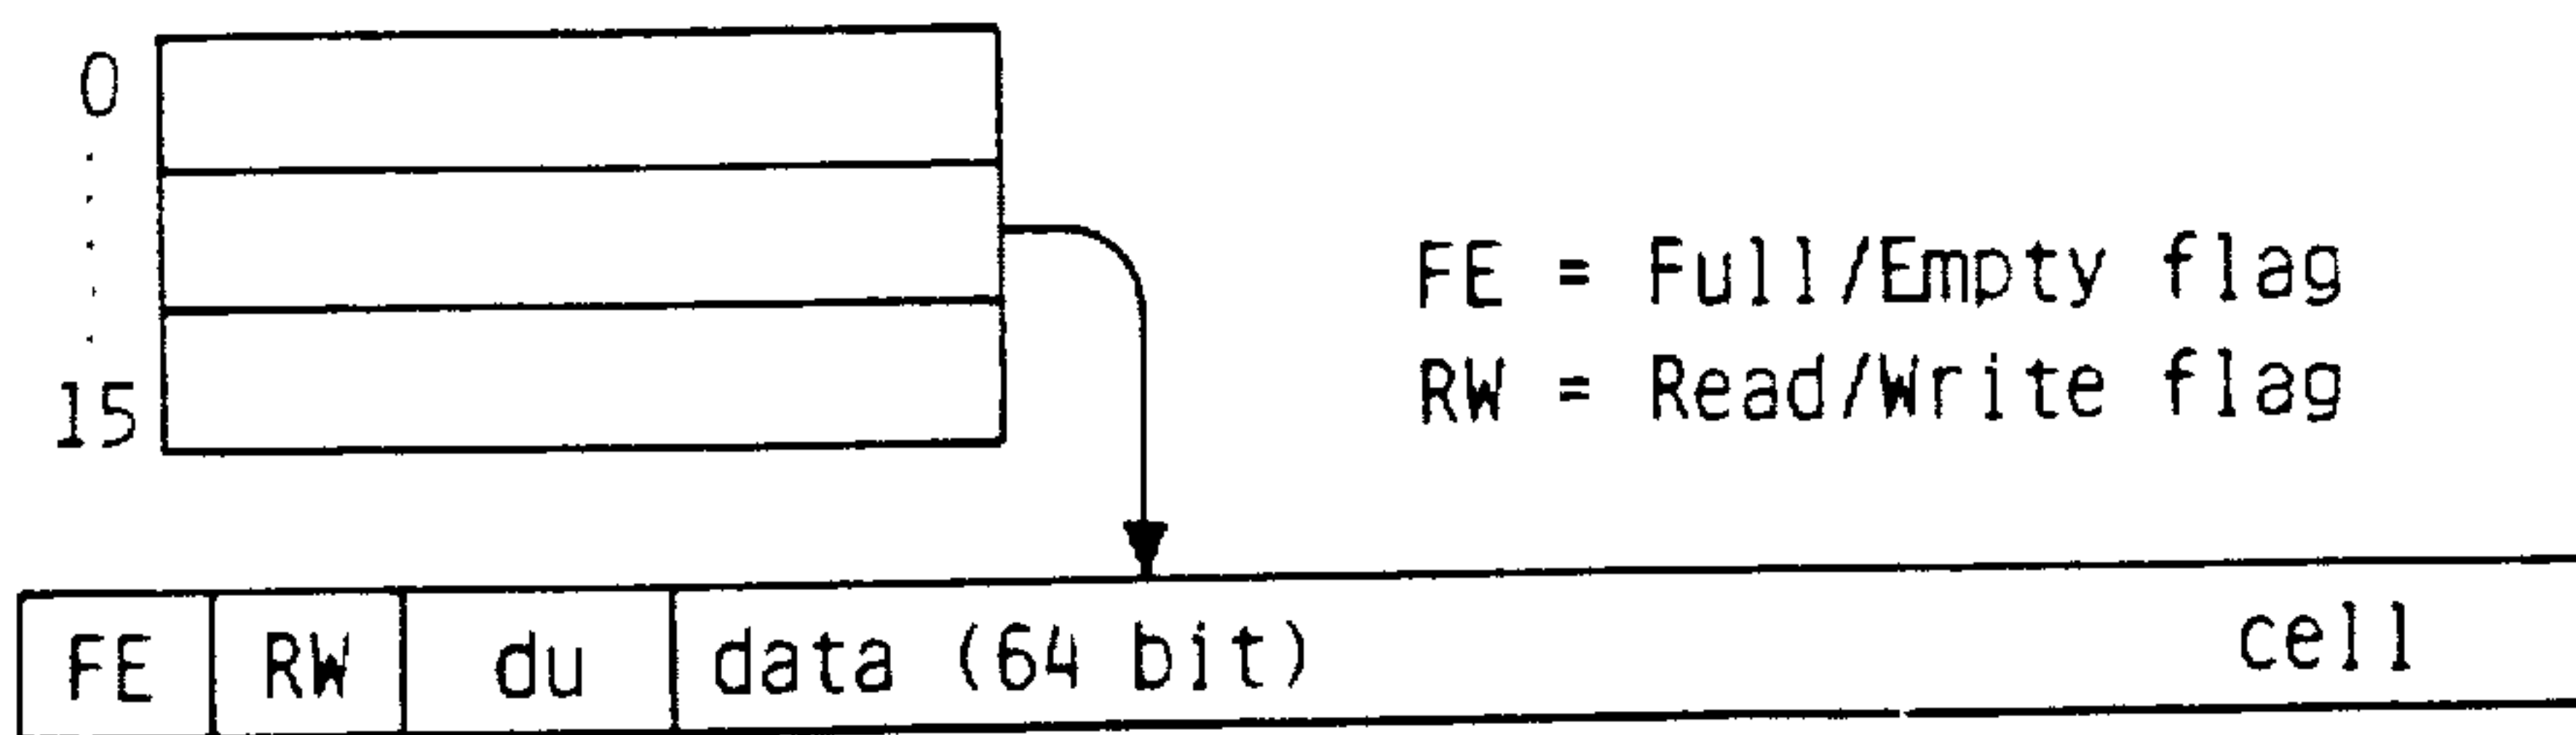 0
15
FE = Full/Empty flag
RW = Read/Write flag
FE RW du data (64 bit) cell